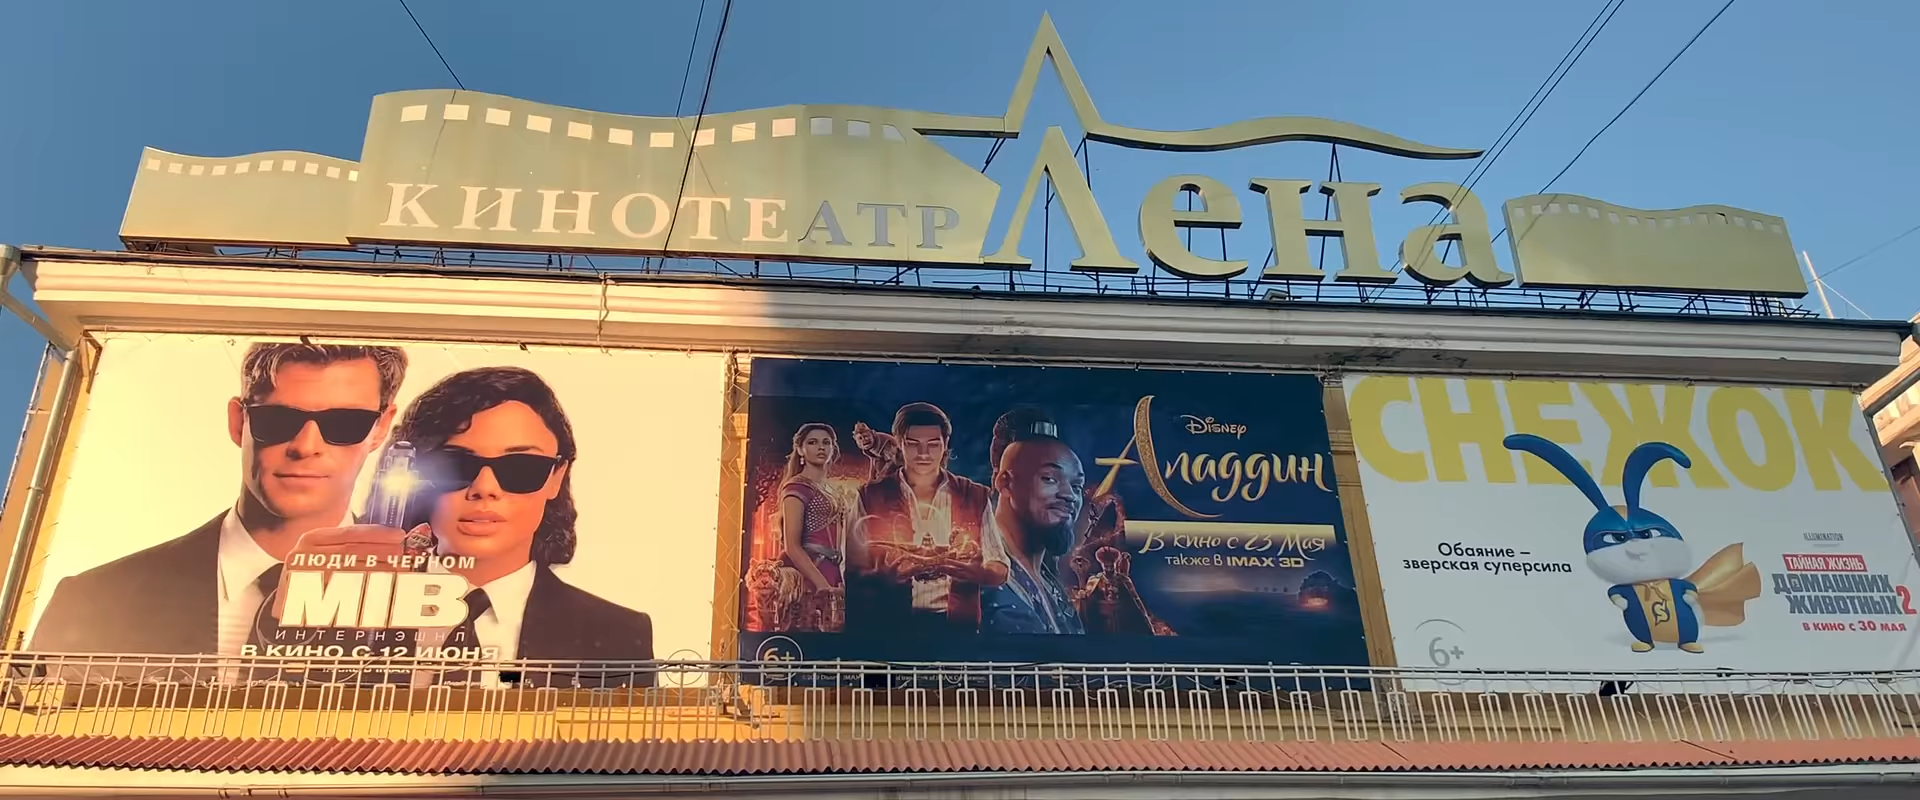 КИНОТЕАТР Лена
ЛЮДИ В ЧЕРНОМ
MIB
ИНТЕРНЭШНЛ
В КИНО С 12 ИЮНЯ
Disney
Аладдин
В кино с 23 Мая
также в IMAX 3D
6+
СНЕЖОК
Обаяние –
зверская суперсила
ILLUMINATION
ТАЙНАЯ ЖИЗНЬ
ДОМАШНИХ
ЖИВОТНЫХ 2
В КИНО С 30 МАЯ
6+